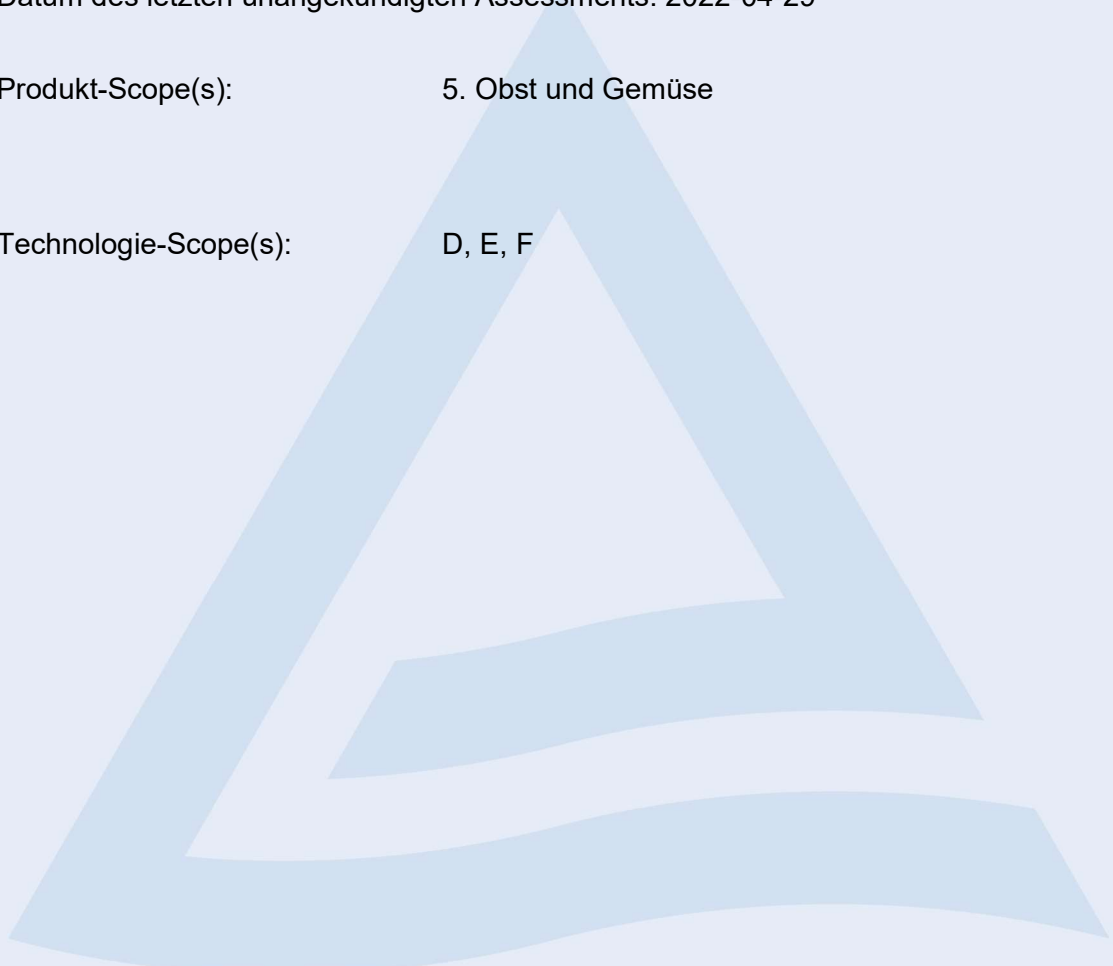 Datum des letzten unangekündigten Assessments: 2022-04-29
Produkt-Scope(s): 5. Obst und Gemüse
Technologie-Scope(s): D, E, F